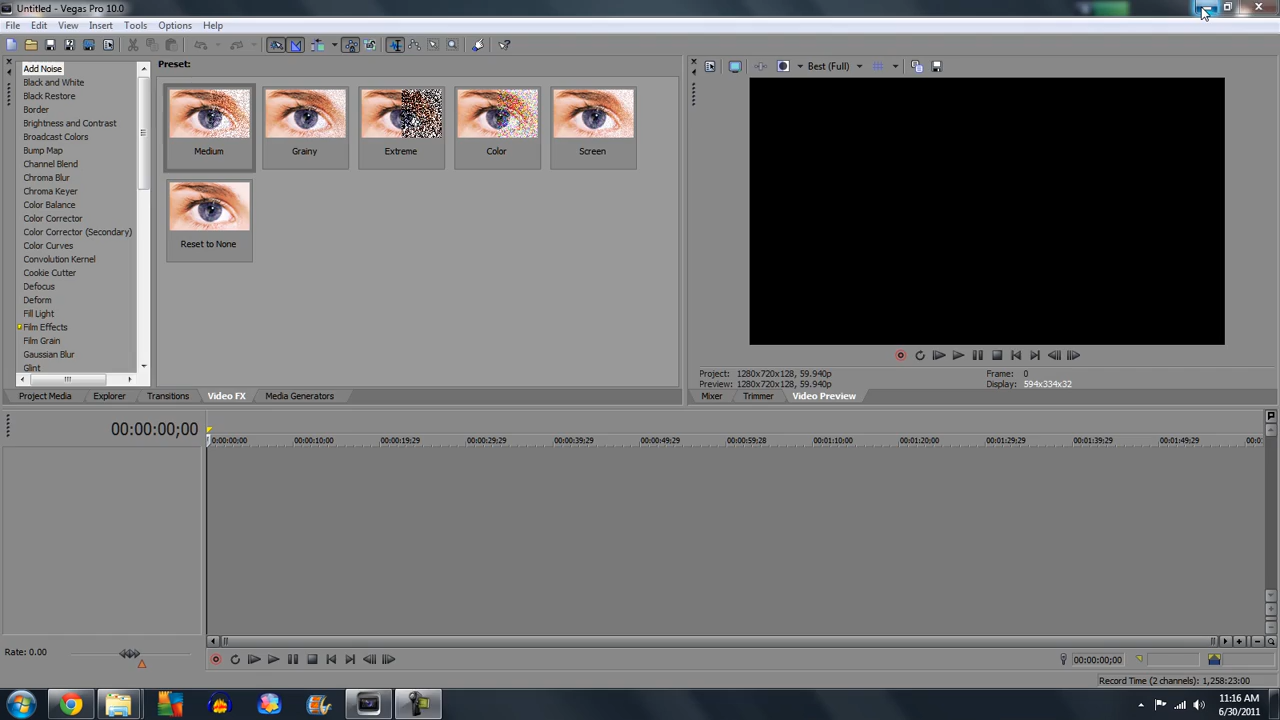 Untitled - Vegas Pro 10.0
File Edit View Insert Tools Options Help
Add Noise
Black and White
Black Restore
Border
Brightness and Contrast
Broadcast Colors
Bump Map
Channel Blend
Chroma Blur
Chroma Keyer
Color Balance
Color Corrector
Color Corrector (Secondary)
Color Curves
Convolution Kernel
Cookie Cutter
Defocus
Deform
Fill Light
Film Effects
Film Grain
Gaussian Blur
Glint
Preset:
Medium Grainy Extreme Color Screen
Reset to None
Best (Full)
Project: 1280x720x128, 59.940p Frame: 0
Preview: 1280x720x128, 59.940p Display: 594x334x32
Project Media Explorer Transitions Video FX Media Generators
Mixer Trimmer Video Preview
00:00:00;00
0:00:00:00 00:00:10;00 00:00:19;29 00:00:29;29 00:00:39;29 00:00:49;29 00:00:59;28 00:01:10;00 00:01:20;00 00:01:29;29 00:01:39;29 00:01:49;29 00:0
Rate: 0.00
00:00:00;00
Record Time (2 channels): 1,258:23:00
11:16 AM
6/30/2011